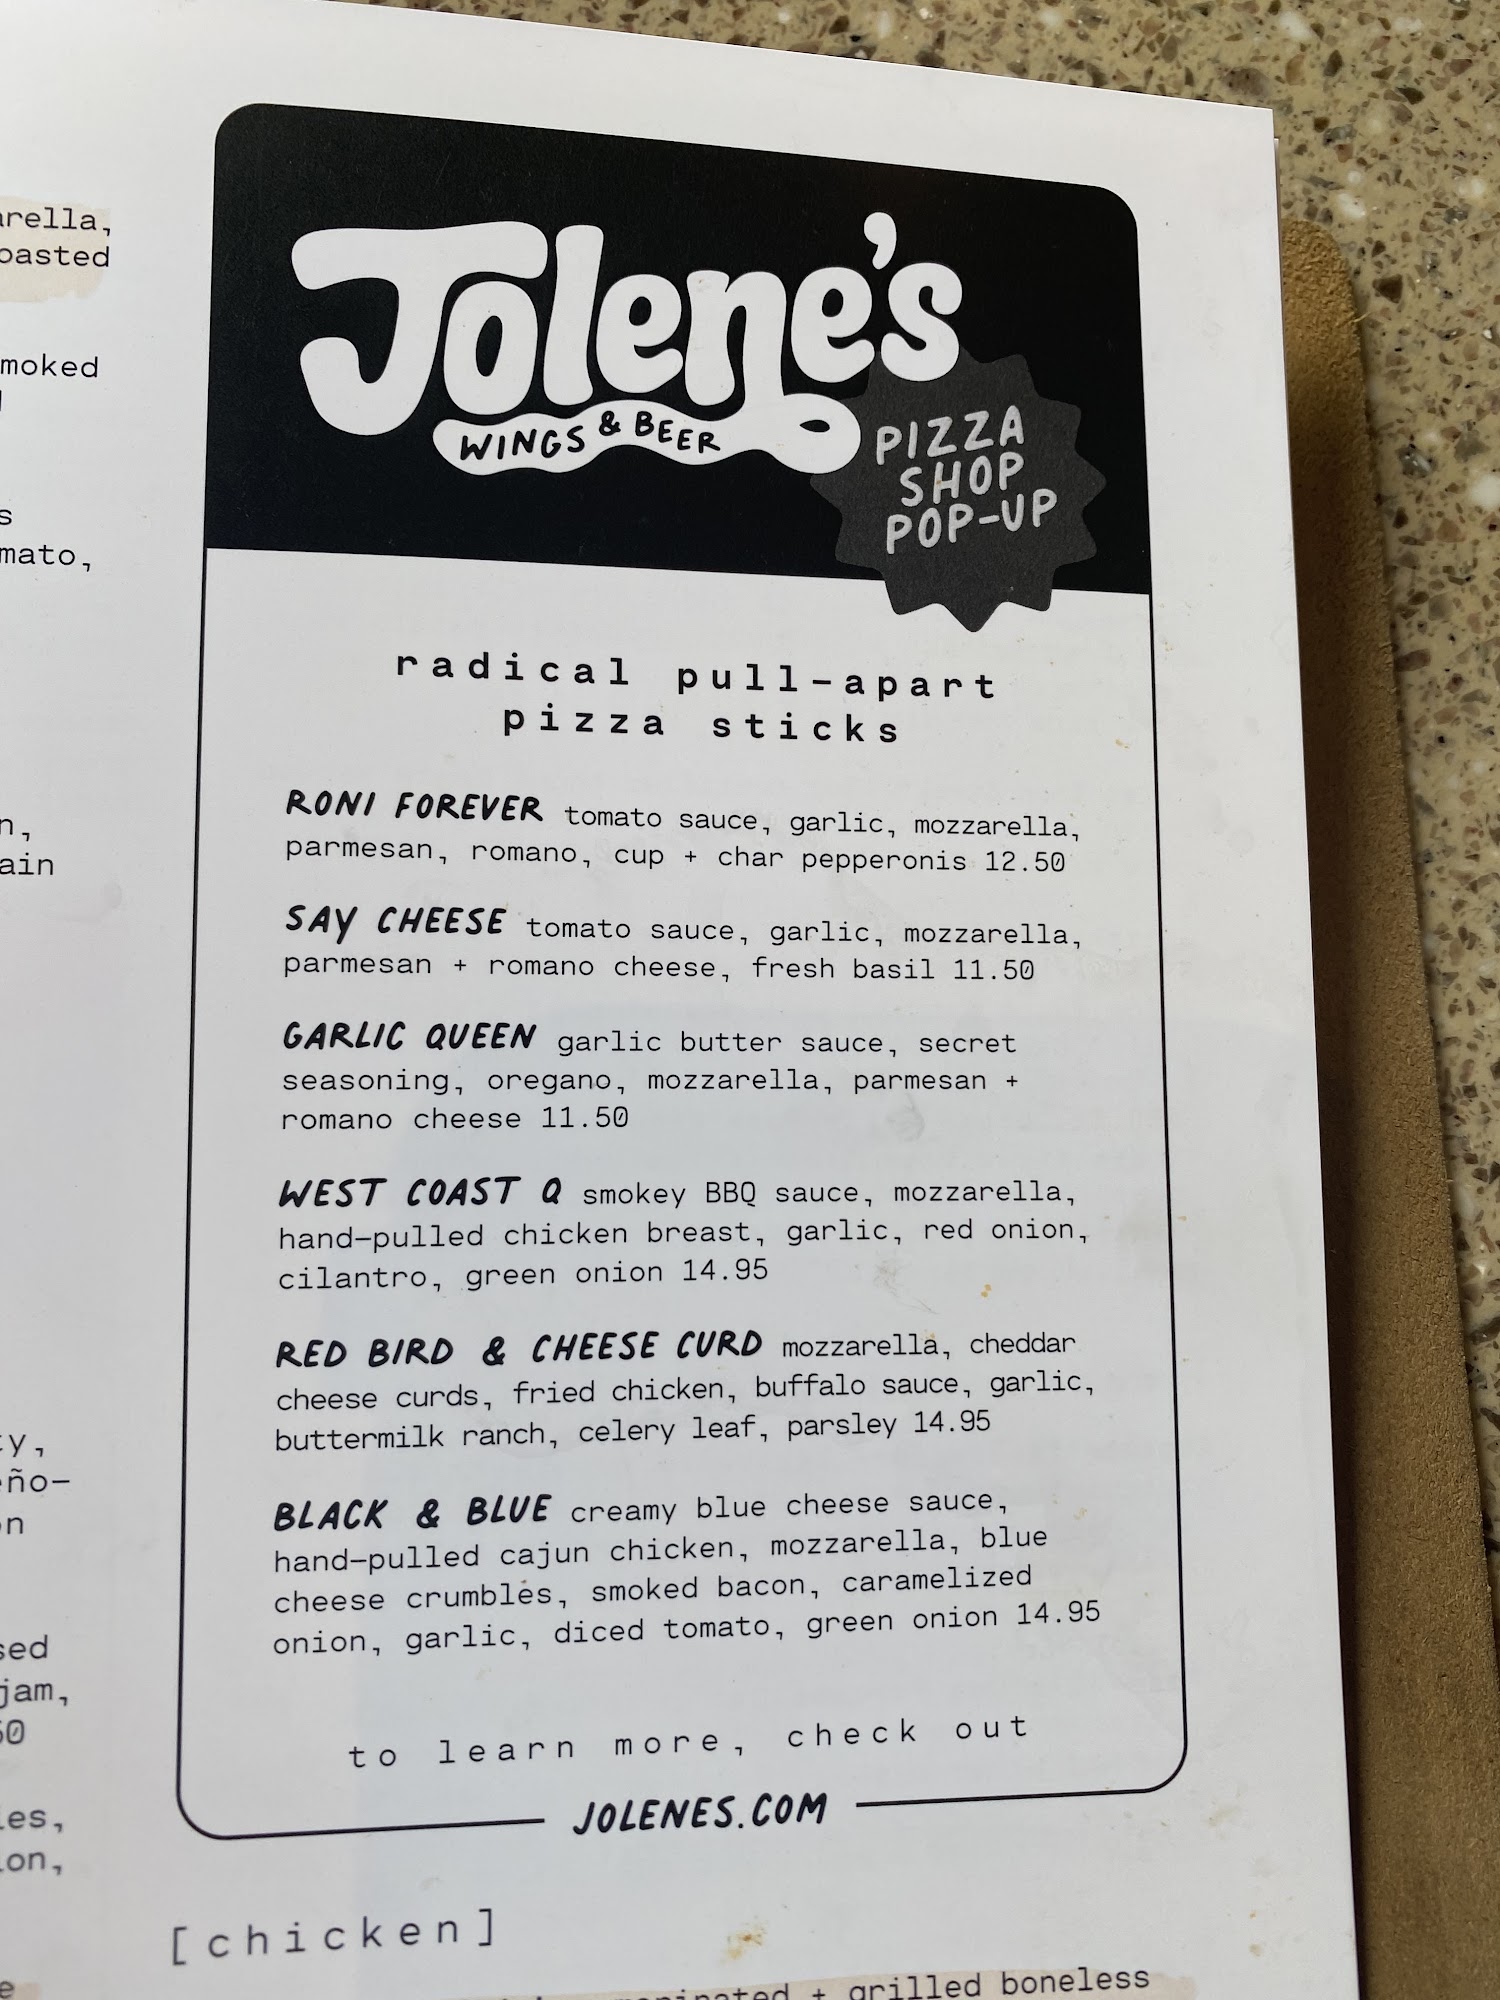 oasted
Jolene's
WINGS & BEER
PIZZA
SHOP
POP-UP
radical pull-apart
pizza sticks
RONI FOREVER tomato sauce, garlic, mozzarella,
parmesan, romano, cup + char pepperonis 12.50
SAY CHEESE tomato sauce, garlic, mozzarella,
parmesan + romano cheese, fresh basil 11.50
GARLIC QUEEN garlic butter sauce, secret
seasoning, oregano, mozzarella, parmesan +
romano cheese 11.50
WEST COAST Q smokey BBQ sauce, mozzarella,
hand-pulled chicken breast, garlic, red onion,
cilantro, green onion 14.95
RED BIRD & CHEESE CURD mozzarella, cheddar
cheese curds, fried chicken, buffalo sauce, garlic,
buttermilk ranch, celery leaf, parsley 14.95
BLACK & BLUE creamy blue cheese sauce,
hand-pulled cajun chicken, mozzarella, blue
cheese crumbles, smoked bacon, caramelized
onion, garlic, diced tomato, green onion 14.95
to learn more, check out
JOLENES.COM
jam,
[chicken]
+ grilled boneless